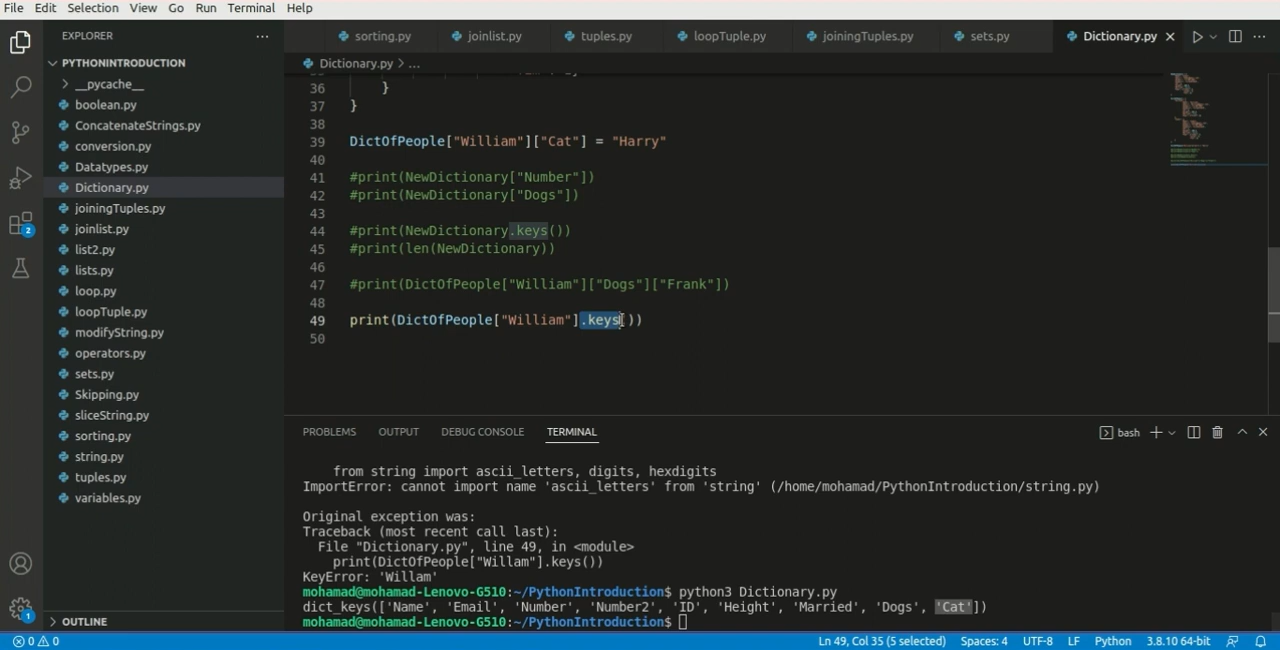 File Edit Selection View Go Run Terminal Help
EXPLORER ...
sorting.py joinlist.py tuples.py loopTuple.py joiningTuples.py sets.py Dictionary.py
PYTHONINTRODUCTION
Dictionary.py > ...
__pycache__
boolean.py
ConcatenateStrings.py
conversion.py
Datatypes.py
Dictionary.py
joiningTuples.py
joinlist.py
list2.py
lists.py
loop.py
loopTuple.py
modifyString.py
operators.py
sets.py
Skipping.py
sliceString.py
sorting.py
string.py
tuples.py
variables.py
OUTLINE
2
1
36 }
37 }
38
39 DictOfPeople["William"]["Cat"] = "Harry"
40
41 #print(NewDictionary["Number"])
42 #print(NewDictionary["Dogs"])
43
44 #print(NewDictionary.keys())
45 #print(len(NewDictionary))
46
47 #print(DictOfPeople["William"]["Dogs"]["Frank"])
48
49 print(DictOfPeople["William"].keys())
50
PROBLEMS OUTPUT DEBUG CONSOLE TERMINAL bash
from string import ascii_letters, digits, hexdigits
ImportError: cannot import name 'ascii_letters' from 'string' (/home/mohamad/PythonIntroduction/string.py)
Original exception was:
Traceback (most recent call last):
File "Dictionary.py", line 49, in <module>
print(DictOfPeople["Willam"].keys())
KeyError: 'Willam'
mohamad@mohamad-Lenovo-G510:~/PythonIntroduction$ python3 Dictionary.py
dict_keys(['Name', 'Email', 'Number', 'Number2', 'ID', 'Height', 'Married', 'Dogs', 'Cat'])
mohamad@mohamad-Lenovo-G510:~/PythonIntroduction$
0 0 Ln 49, Col 35 (5 selected) Spaces: 4 UTF-8 LF Python 3.8.10 64-bit